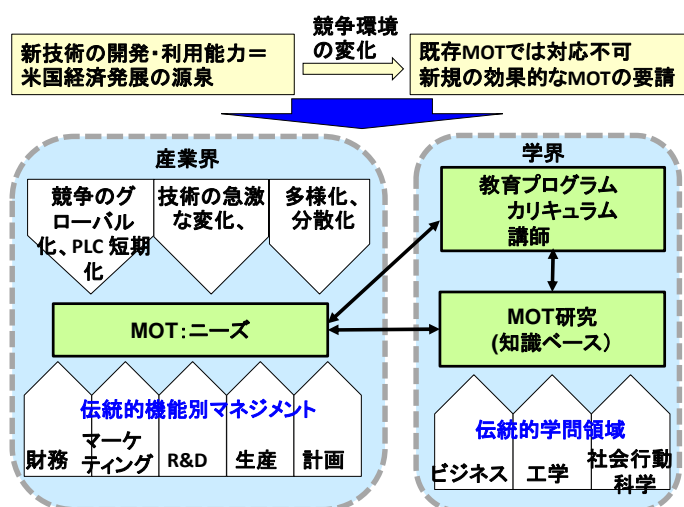 新技術の開発・利用能力＝
米国経済発展の源泉
競争環境
の変化
既存MOTでは対応不可
新規の効果的なMOTの要請
産業界
競争のグ
ローバル
化、PLC 短期
化
技術の急激
な変化、
多様化、
分散化
MOT：ニーズ
伝統的機能別マネジメント
財務
マーケ
ティング
R&D
生産
計画
学界
教育プログラム
カリキュラム
講師
MOT研究
(知識ベース）
伝統的学問領域
ビジネス
工学
社会行動
科学